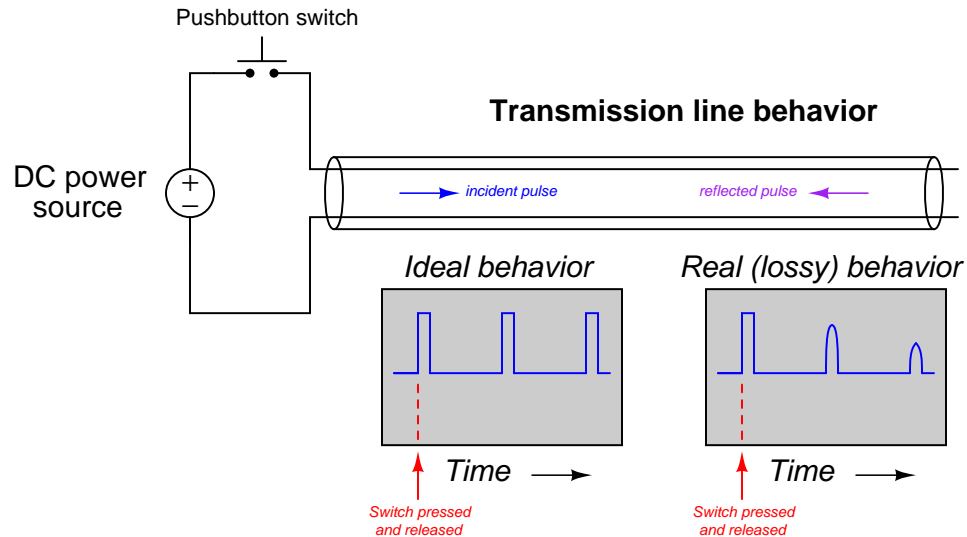 Pushbutton switch
Transmission line behavior
DC power
source
+
−
incident pulse
reflected pulse
Ideal behavior
Real (lossy) behavior
Time
Time
Switch pressed
and released
Switch pressed
and released